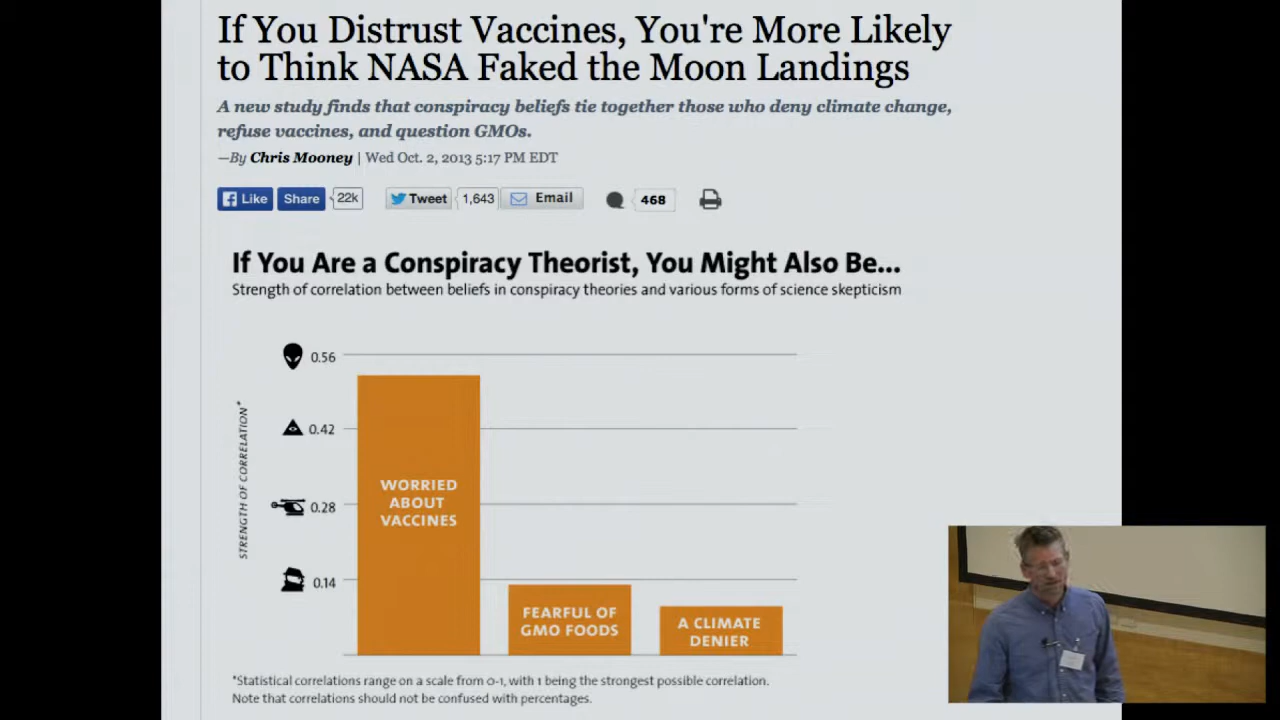 If You Distrust Vaccines, You're More Likely
to Think NASA Faked the Moon Landings
A new study finds that conspiracy beliefs tie together those who deny climate change,
refuse vaccines, and question GMOs.
—By Chris Mooney | Wed Oct. 2, 2013 5:17 PM EDT
Like Share 22k Tweet 1,643 Email 468
If You Are a Conspiracy Theorist, You Might Also Be...
Strength of correlation between beliefs in conspiracy theories and various forms of science skepticism
STRENGTH OF CORRELATION*
0.56
0.42
0.28
0.14
WORRIED
ABOUT
VACCINES
FEARFUL OF
GMO FOODS
A CLIMATE
DENIER
*Statistical correlations range on a scale from 0-1, with 1 being the strongest possible correlation.
Note that correlations should not be confused with percentages.